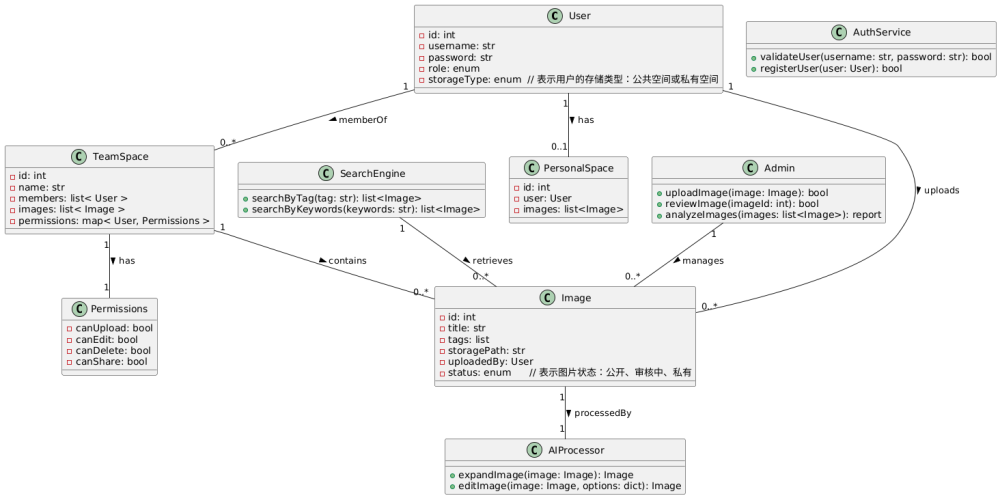 C User
id: int
username: str
password: str
role: enum
storageType: enum  // 表示用户的存储类型：公共空间或私有空间
C AuthService
validateUser(username: str, password: str): bool
registerUser(user: User): bool
1
1
1
memberOf
has
uploads
0..*
0..1
C TeamSpace
id: int
name: str
members: list< User >
images: list< Image >
permissions: map< User, Permissions >
C SearchEngine
searchByTag(tag: str): list<Image>
searchByKeywords(keywords: str): list<Image>
C PersonalSpace
id: int
user: User
images: list<Image>
C Admin
uploadImage(image: Image): bool
reviewImage(imageId: int): bool
analyzeImages(images: list<Image>): report
1
1
1
1
has
contains
retrieves
manages
1
0..*
0..*
0..*
0..*
C Permissions
canUpload: bool
canEdit: bool
canDelete: bool
canShare: bool
C Image
id: int
title: str
tags: list
storagePath: str
uploadedBy: User
status: enum      // 表示图片状态：公开、审核中、私有
1
processedBy
1
C AIProcessor
expandImage(image: Image): Image
editImage(image: Image, options: dict): Image